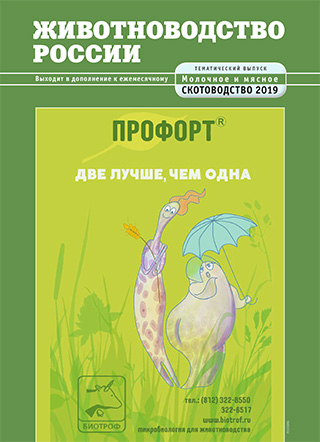 ЖИВОТНОВОДСТВО
РОССИИ
Выходит в дополнение к ежемесячному
ТЕМАТИЧЕСКИЙ ВЫПУСК
Молочное и мясное
СКОТОВОДСТВО 2019
ПРОФОРТ®
ДВЕ ЛУЧШЕ, ЧЕМ ОДНА
БИОТРОФ
тел.: (812) 322-8550
322-6517
www.biotrof.ru
микробиология для животноводства